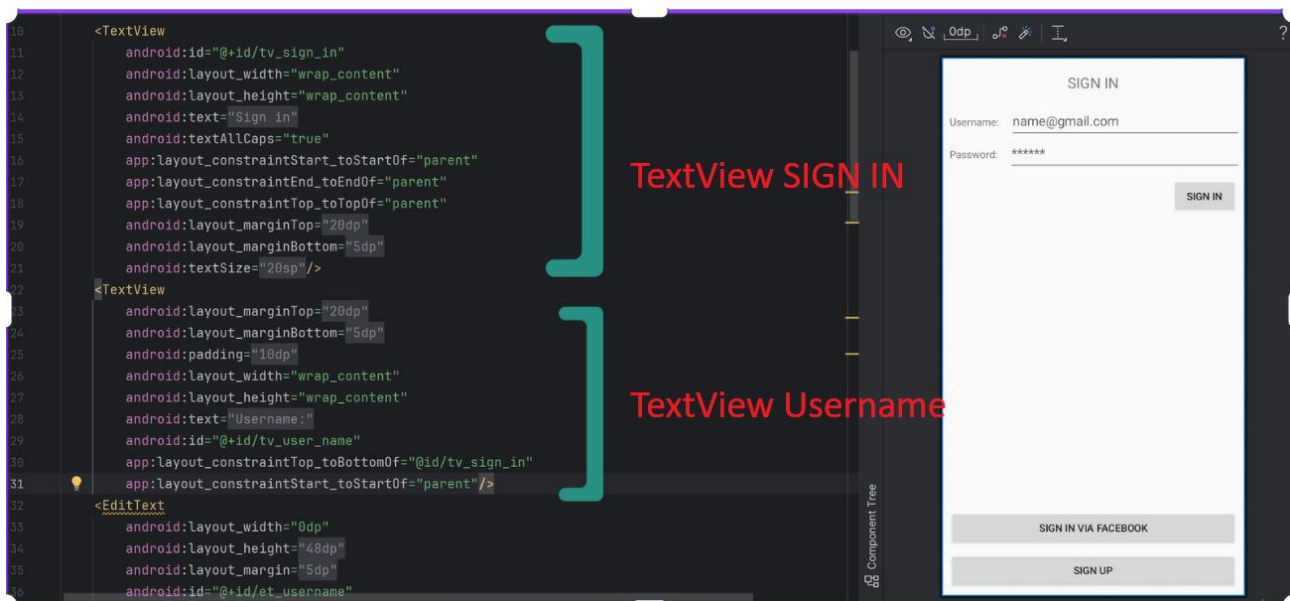 10 <TextView
11 android:id="@+id/tv_sign_in"
12 android:layout_width="wrap_content"
13 android:layout_height="wrap_content"
14 android:text="Sign in"
15 android:textAllCaps="true"
16 app:layout_constraintStart_toStartOf="parent"
17 app:layout_constraintEnd_toEndOf="parent"
18 app:layout_constraintTop_toTopOf="parent"
19 android:layout_marginTop="20dp"
20 android:layout_marginBottom="5dp"
21 android:textSize="20sp"/>
22 <TextView
23 android:layout_marginTop="20dp"
24 android:layout_marginBottom="5dp"
25 android:padding="10dp"
26 android:layout_width="wrap_content"
27 android:layout_height="wrap_content"
28 android:text="Username:"
29 android:id="@+id/tv_user_name"
30 app:layout_constraintTop_toBottomOf="@id/tv_sign_in"
31 app:layout_constraintStart_toStartOf="parent"/>
32 <EditText
33 android:layout_width="0dp"
34 android:layout_height="48dp"
35 android:layout_margin="5dp"
36 android:id="@+id/et_username"
TextView SIGN IN
TextView Username
Component Tree
0dp
?
SIGN IN
Username: name@gmail.com
Password: ******
SIGN IN
SIGN IN VIA FACEBOOK
SIGN UP